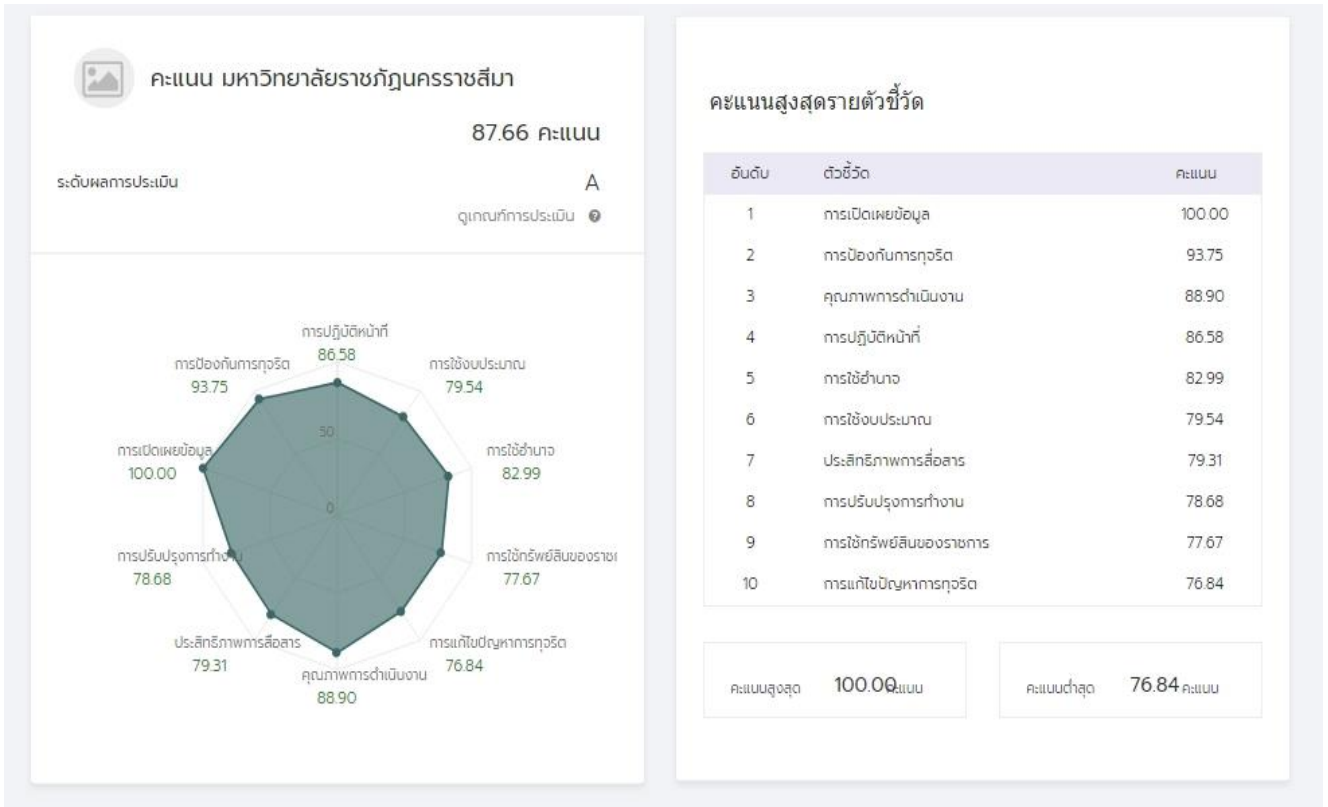 คะแนน มหาวิทยาลัยราชภัฏนครราชสีมา
87.66 คะแนน
ระดับผลการประเมิน A
ดูเกณฑ์การประเมิน
การปฏิบัติหน้าที่
86.58
การป้องกันการทุจริต
93.75
การใช้งบประมาณ
79.54
50
การเปิดเผยข้อมูล
100.00
การใช้อำนาจ
82.99
0
การปรับปรุงการทำงาน
78.68
การใช้ทรัพย์สินของราชก
77.67
ประสิทธิภาพการสื่อสาร
79.31
การแก้ไขปัญหาการทุจริต
76.84
คุณภาพการดำเนินงาน
88.90
คะแนนสูงสุดรายตัวชี้วัด
อันดับ ตัวชี้วัด คะแนน
1 การเปิดเผยข้อมูล 100.00
2 การป้องกันการทุจริต 93.75
3 คุณภาพการดำเนินงาน 88.90
4 การปฏิบัติหน้าที่ 86.58
5 การใช้อำนาจ 82.99
6 การใช้งบประมาณ 79.54
7 ประสิทธิภาพการสื่อสาร 79.31
8 การปรับปรุงการทำงาน 78.68
9 การใช้ทรัพย์สินของราชการ 77.67
10 การแก้ไขปัญหาการทุจริต 76.84
คะแนนสูงสุด 100.00 คะแนน
คะแนนต่ำสุด 76.84 คะแนน